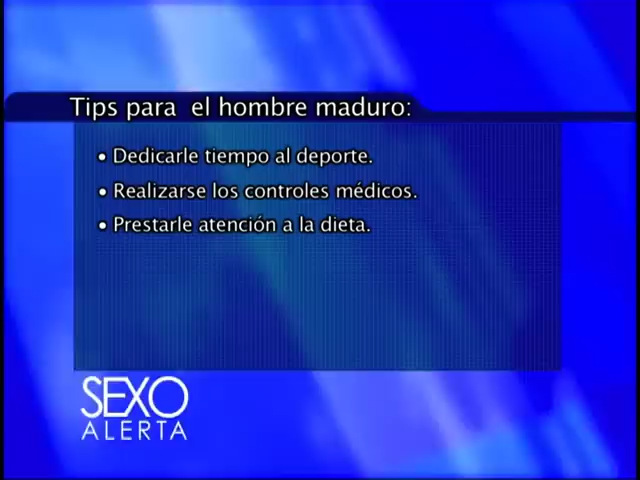 Tips para el hombre maduro:
• Dedicarle tiempo al deporte.
• Realizarse los controles médicos.
• Prestarle atención a la dieta.
SEXO
ALERTA